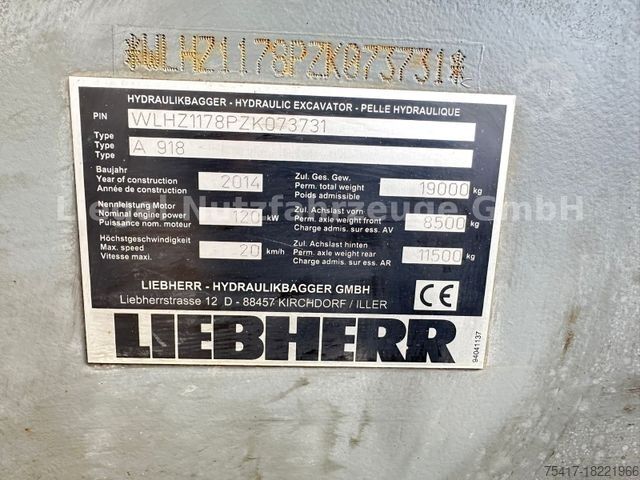 *WLHZ1178PZK073731*
HYDRAULIKBAGGER - HYDRAULIC EXCAVATOR - PELLE HYDRAULIQUE
PIN WLHZ1178PZK073731
Type
Type A 918
Type
Baujahr
Year of construction 2014
Année de construction
Zul. Ges. Gew.
Perm. total weight 19000 kg
Poids admissible
Nennleistung Motor
Nominal engine power 120 kW
Puissance nom. moteur
Zul. Achslast vorn
Perm. axle weight front 8500 kg
Charge admis. sur ess. AV
Höchstgeschwindigkeit
Max. speed 20 km/h
Vitesse maxi.
Zul. Achslast hinten
Perm. axle weight rear 11500 kg
Charge admis. sur ess. AR
LIEBHERR - HYDRAULIKBAGGER GMBH
Liebherrstrasse 12 D - 88457 KIRCHDORF / ILLER
CE
LIEBHERR
94041137
Nutzfahrzeuge GmbH
75417-18221966